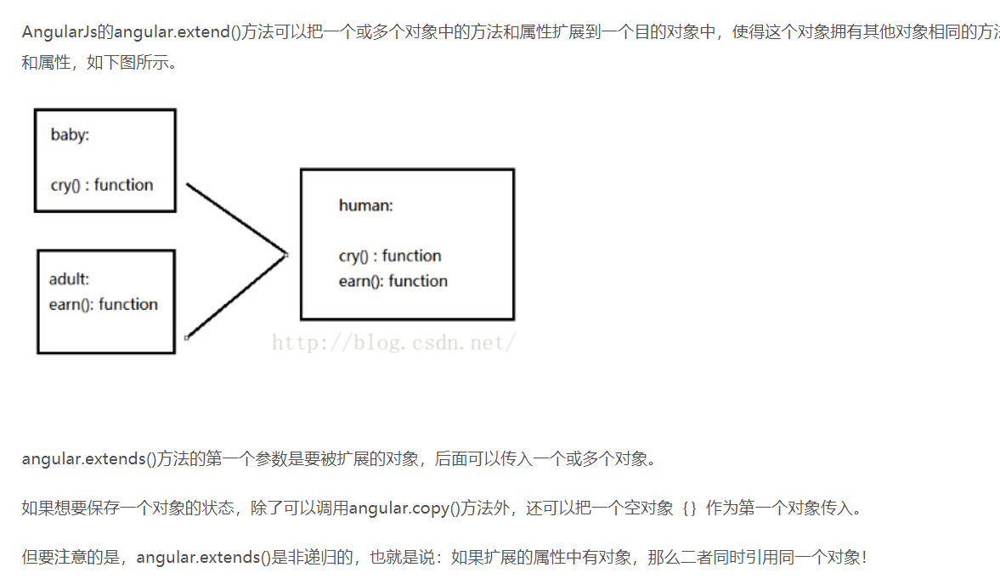 AngularJs的angular.extend()方法可以把一个或多个对象中的方法和属性扩展到一个目的对象中，使得这个对象拥有其他对象相同的方法
和属性，如下图所示。
baby:
cry() : function
adult:
earn(): function
human:
cry() : function
earn(): function
http://blog.csdn.net/
angular.extends()方法的第一个参数是要被扩展的对象，后面可以传入一个或多个对象。
如果想要保存一个对象的状态，除了可以调用angular.copy()方法外，还可以把一个空对象｛｝作为第一个对象传入。
但要注意的是，angular.extends()是非递归的，也就是说：如果扩展的属性中有对象，那么二者同时引用同一个对象！